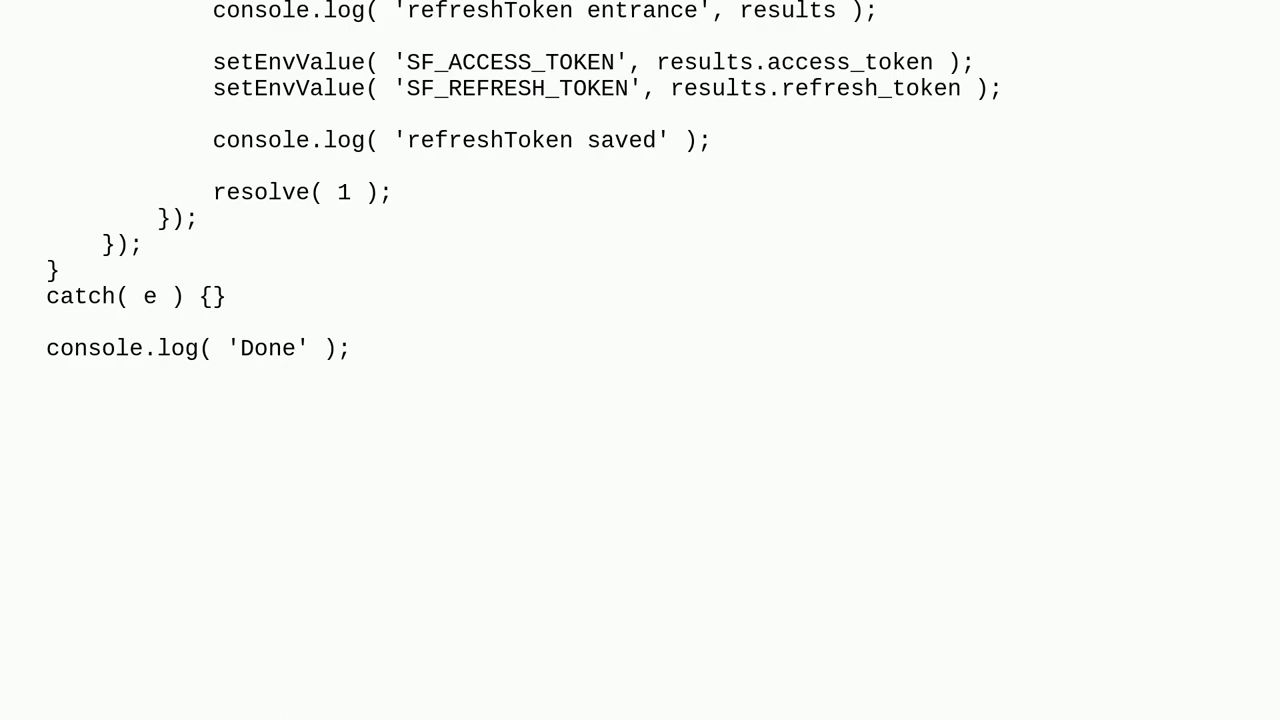 console.log( 'refreshToken entrance', results );
setEnvValue( 'SF_ACCESS_TOKEN', results.access_token );
setEnvValue( 'SF_REFRESH_TOKEN', results.refresh_token );
console.log( 'refreshToken saved' );
resolve( 1 );
});
});
}
catch( e ) {}
console.log( 'Done' );